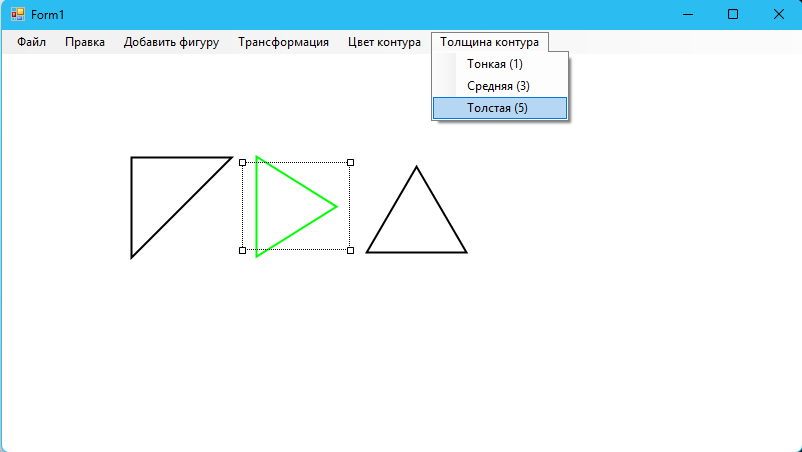 Form1
Файл Правка Добавить фигуру Трансформация Цвет контура Толщина контура
Тонкая (1)
Средняя (3)
Толстая (5)